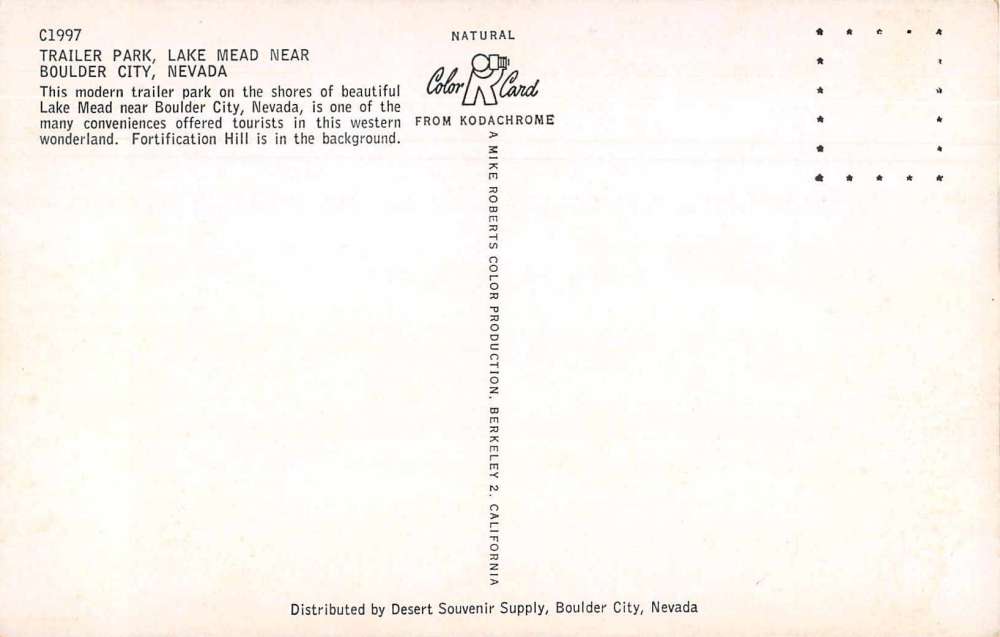 C1997
TRAILER PARK, LAKE MEAD NEAR
BOULDER CITY, NEVADA
This modern trailer park on the shores of beautiful
Lake Mead near Boulder City, Nevada, is one of the
many conveniences offered tourists in this western
wonderland. Fortification Hill is in the background.
NATURAL
Color Card
FROM KODACHROME
A MIKE ROBERTS COLOR PRODUCTION, BERKELEY 2, CALIFORNIA
Distributed by Desert Souvenir Supply, Boulder City, Nevada